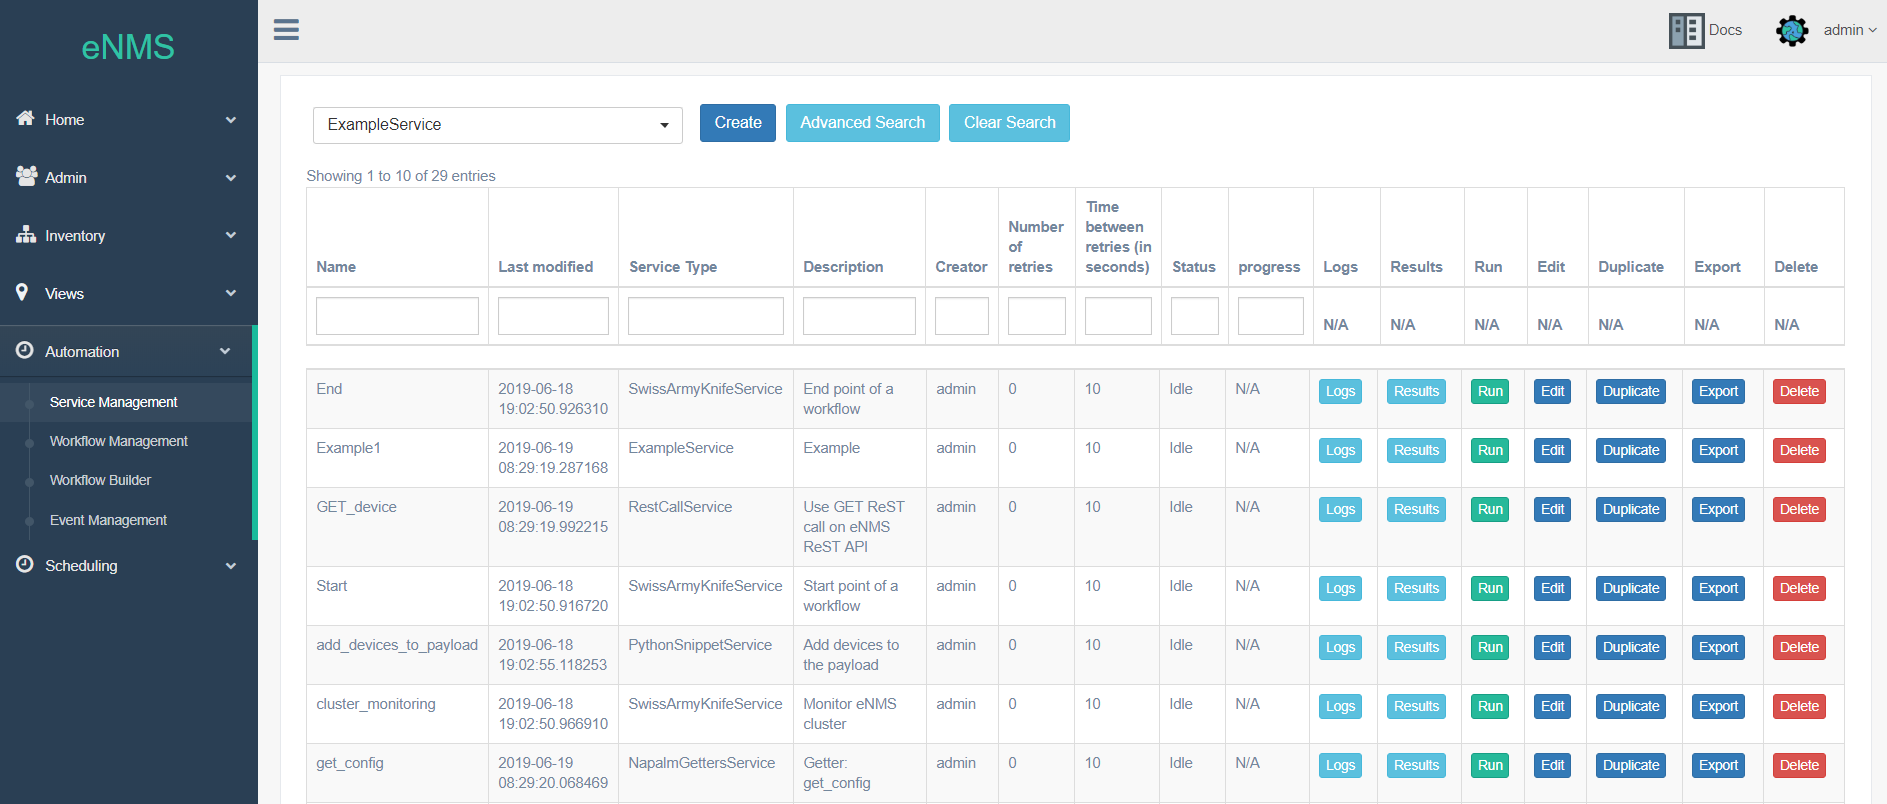 eNMS
Docs
admin
Home
Admin
Inventory
Views
Automation
Service Management
Workflow Management
Workflow Builder
Event Management
Scheduling
ExampleService
Create
Advanced Search
Clear Search
Showing 1 to 10 of 29 entries
Name
Last modified
Service Type
Description
Creator
Number
of
retries
Time
between
retries (in
seconds)
Status
progress
Logs
Results
Run
Edit
Duplicate
Export
Delete
N/A
N/A
N/A
N/A
N/A
N/A
N/A
End
2019-06-18
19:02:50.926310
SwissArmyKnifeService
End point of a
workflow
admin
0
10
Idle
N/A
Logs
Results
Run
Edit
Duplicate
Export
Delete
Example1
2019-06-19
08:29:19.287168
ExampleService
Example
admin
0
10
Idle
N/A
Logs
Results
Run
Edit
Duplicate
Export
Delete
GET_device
2019-06-19
08:29:19.992215
RestCallService
Use GET ReST
call on eNMS
ReST API
admin
0
10
Idle
N/A
Logs
Results
Run
Edit
Duplicate
Export
Delete
Start
2019-06-18
19:02:50.916720
SwissArmyKnifeService
Start point of a
workflow
admin
0
10
Idle
N/A
Logs
Results
Run
Edit
Duplicate
Export
Delete
add_devices_to_payload
2019-06-18
19:02:55.118253
PythonSnippetService
Add devices to
the payload
admin
0
10
Idle
N/A
Logs
Results
Run
Edit
Duplicate
Export
Delete
cluster_monitoring
2019-06-18
19:02:50.966910
SwissArmyKnifeService
Monitor eNMS
cluster
admin
0
10
Idle
N/A
Logs
Results
Run
Edit
Duplicate
Export
Delete
get_config
2019-06-19
08:29:20.068469
NapalmGettersService
Getter:
get_config
admin
0
10
Idle
N/A
Logs
Results
Run
Edit
Duplicate
Export
Delete